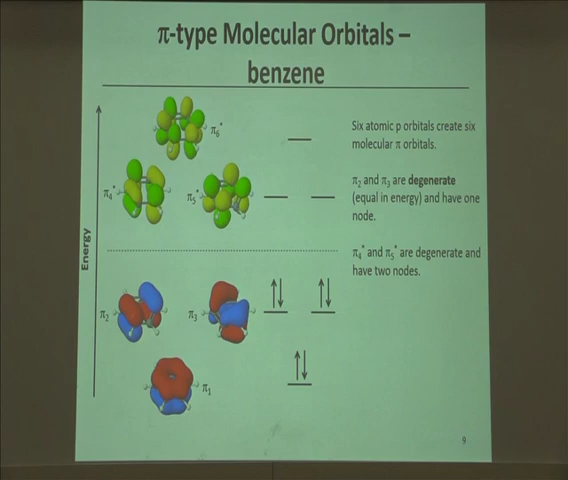 π-type Molecular Orbitals –
benzene
π6*
Six atomic p orbitals create six
molecular π orbitals.
π4*
π5*
π2 and π3 are degenerate
(equal in energy) and have one
node.
Energy
π4* and π5* are degenerate and
have two nodes.
π2
π3
π1
9